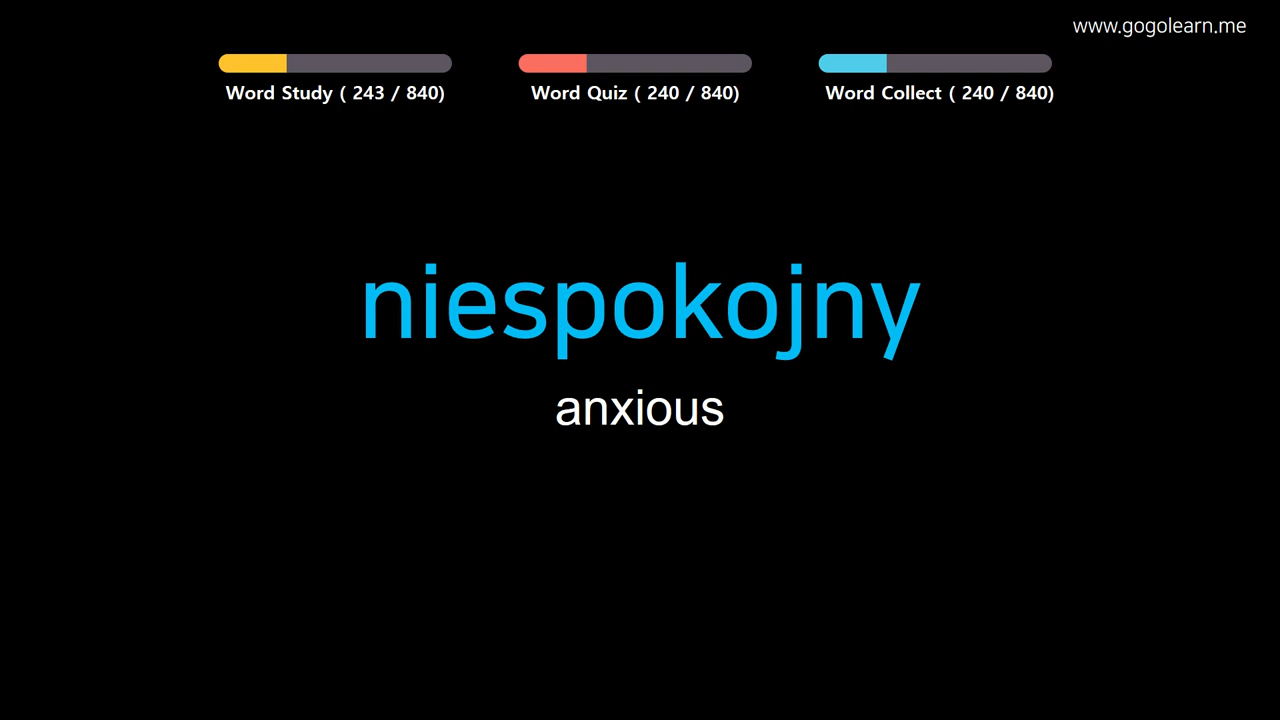 www.gogolearn.me
Word Study ( 243 / 840)
Word Quiz ( 240 / 840)
Word Collect ( 240 / 840)
niespokojny
anxious